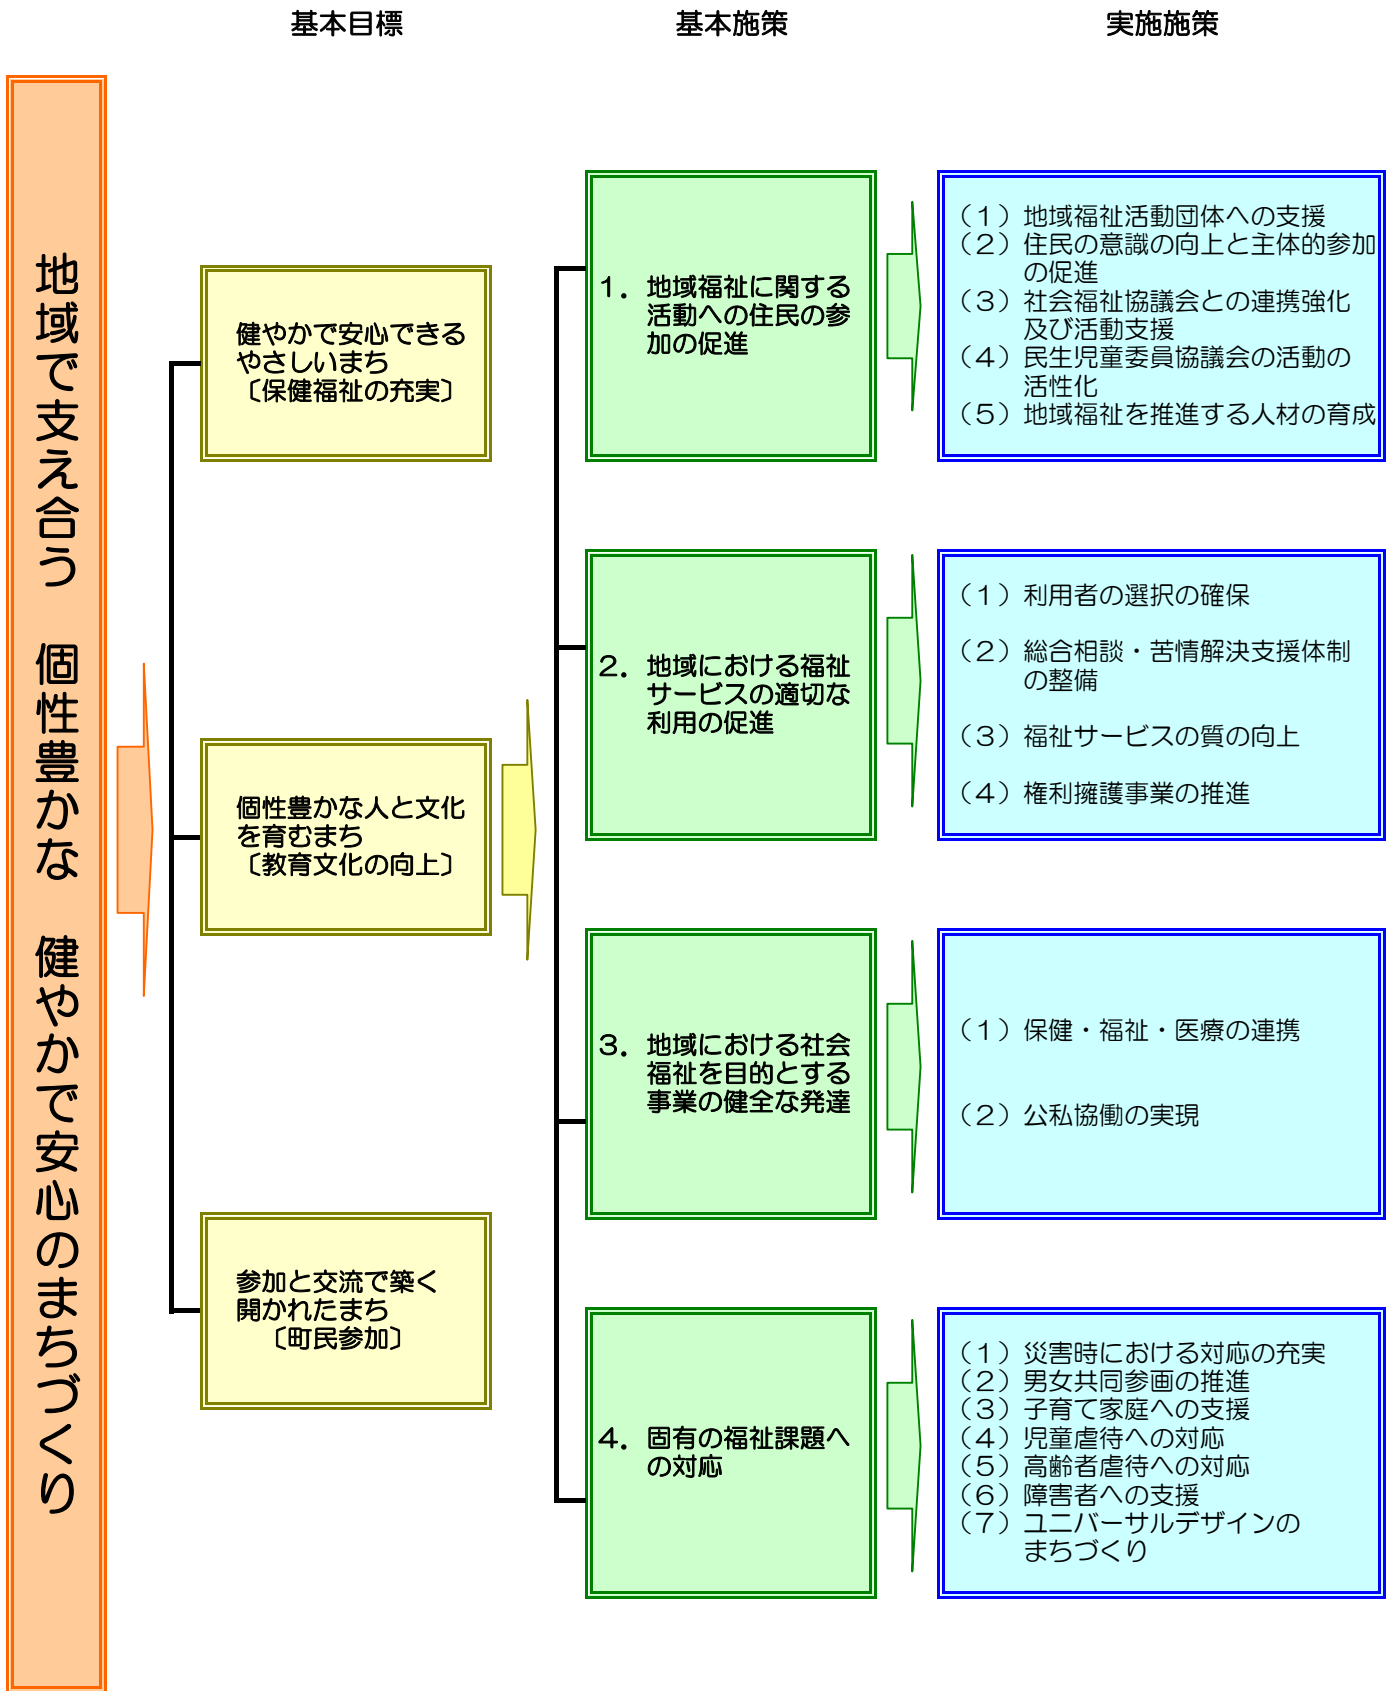 基本目標
基本施策
実施施策
地域で支え合う　個性豊かな　健やかで安心のまちづくり
健やかで安心できる
やさしいまち
〔保健福祉の充実〕
個性豊かな人と文化
を育むまち
〔教育文化の向上〕
参加と交流で築く
開かれたまち
〔町民参加〕
１．地域福祉に関する
活動への住民の参
加の促進
２．地域における福祉
サービスの適切な
利用の促進
３．地域における社会
福祉を目的とする
事業の健全な発達
４．固有の福祉課題へ
の対応
（１）地域福祉活動団体への支援
（２）住民の意識の向上と主体的参加
の促進
（３）社会福祉協議会との連携強化
及び活動支援
（４）民生児童委員協議会の活動の
活性化
（５）地域福祉を推進する人材の育成
（１）利用者の選択の確保
（２）総合相談・苦情解決支援体制
の整備
（３）福祉サービスの質の向上
（４）権利擁護事業の推進
（１）保健・福祉・医療の連携
（２）公私協働の実現
（１）災害時における対応の充実
（２）男女共同参画の推進
（３）子育て家庭への支援
（４）児童虐待への対応
（５）高齢者虐待への対応
（６）障害者への支援
（７）ユニバーサルデザインの
まちづくり